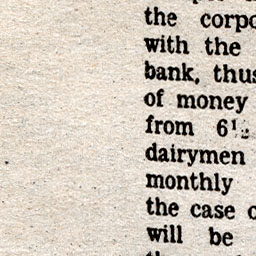 the corpo
with the
bank, thus
of money
from 6½
dairymen
monthly
the case o
will be